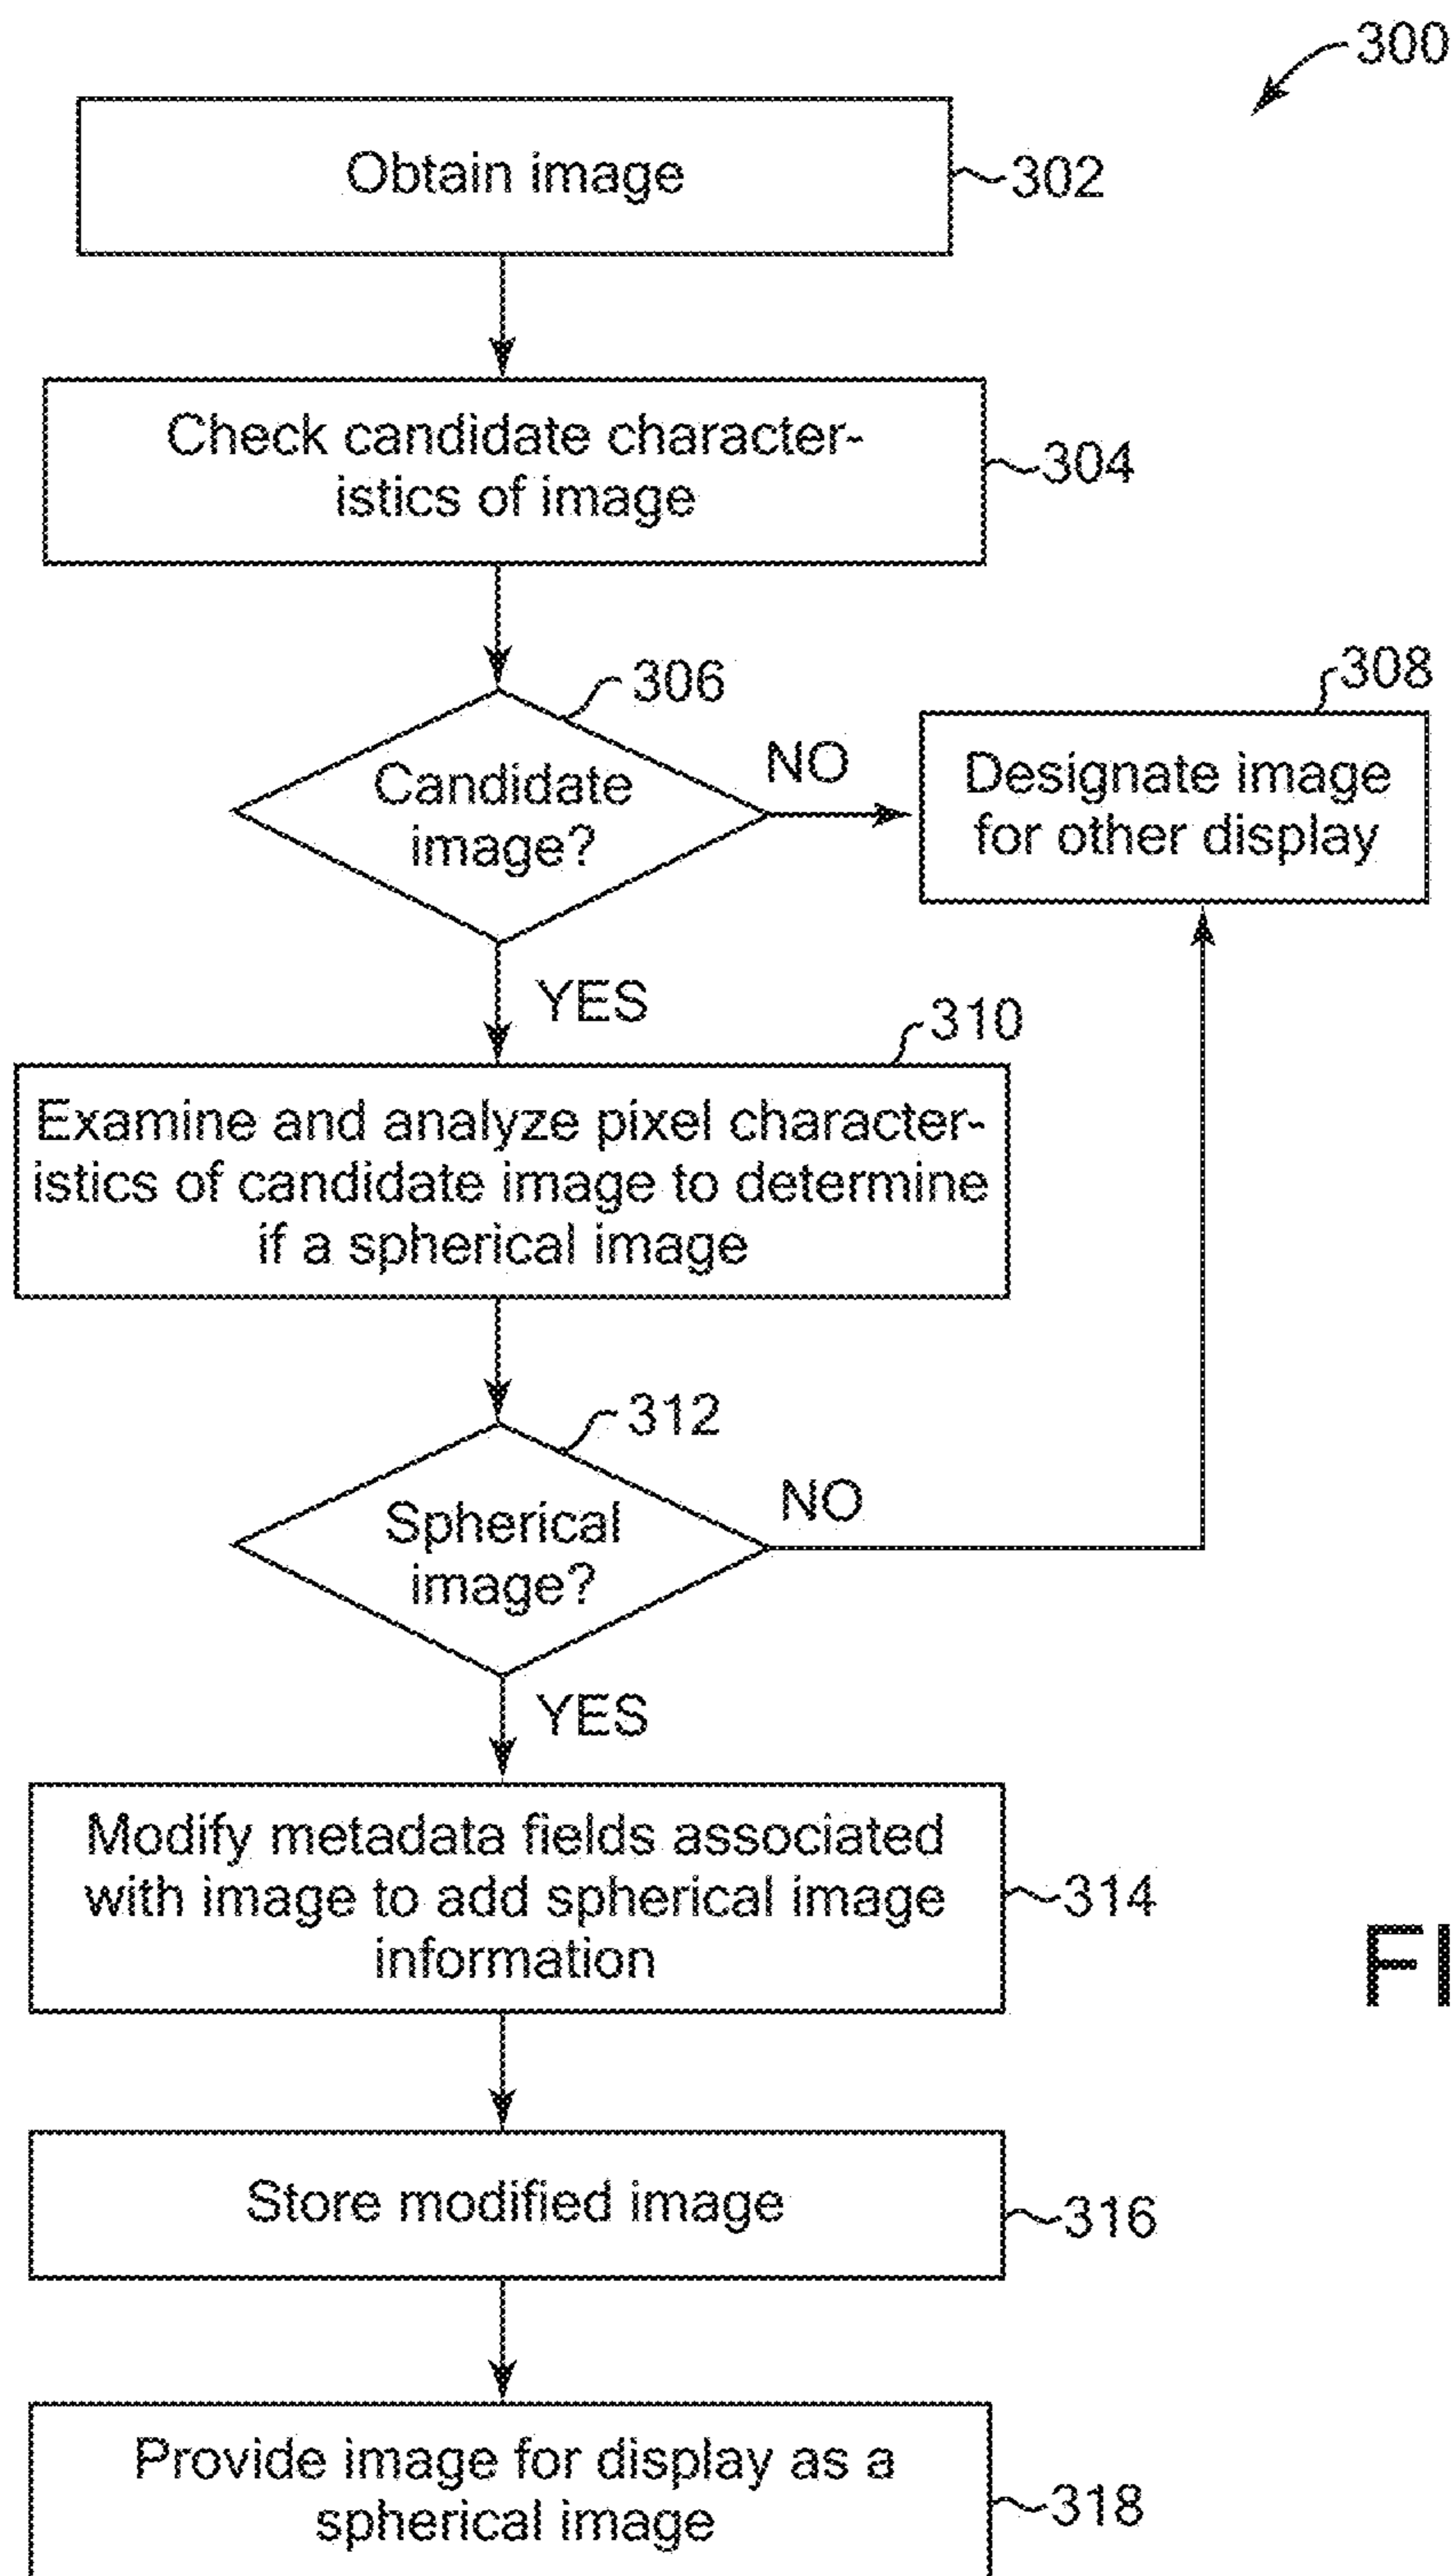 300
Obtain image
302
Check candidate character-
istics of image
304
306
Candidate
image?
NO
308
Designate image
for other display
YES
310
Examine and analyze pixel character-
istics of candidate image to determine
if a spherical image
312
Spherical
image?
NO
YES
Modify metadata fields associated
with image to add spherical image
information
314
FI
Store modified image
316
Provide image for display as a
spherical image
318